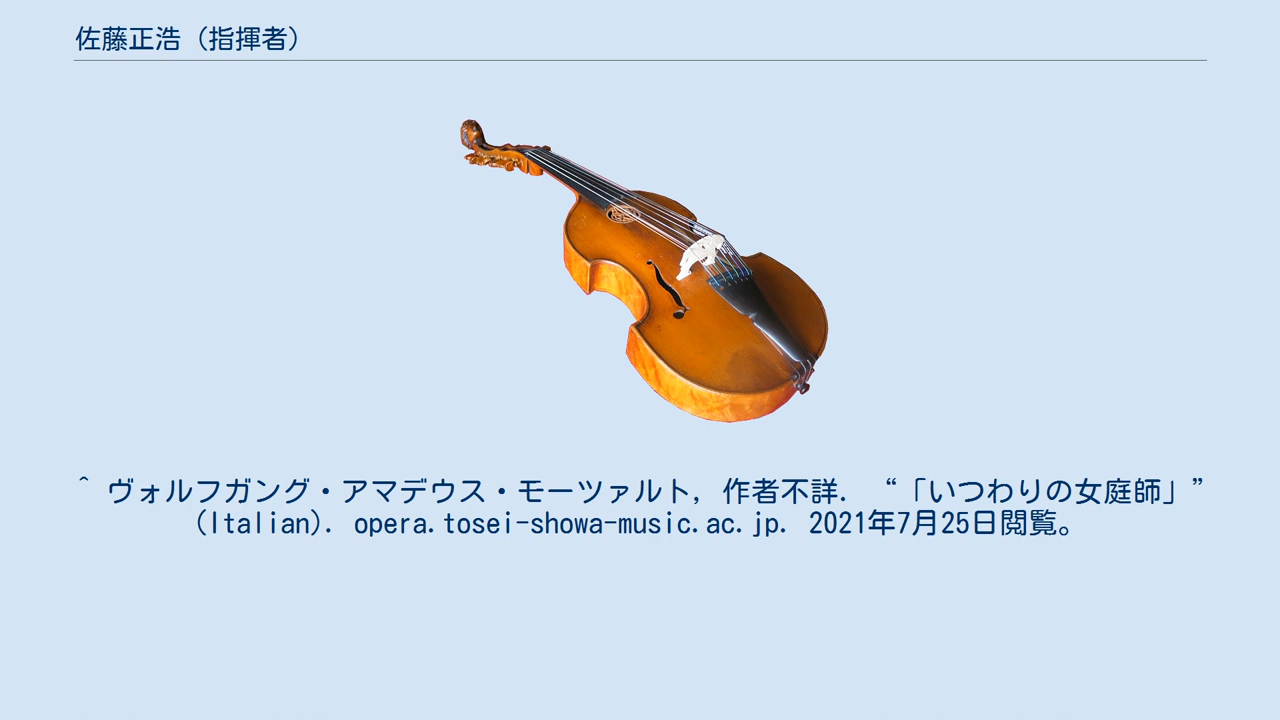 佐藤正浩（指揮者）
^ ヴォルフガング・アマデウス・モーツァルト, 作者不詳. “「いつわりの女庭師」”
(Italian). opera.tosei-showa-music.ac.jp. 2021年7月25日閲覧。